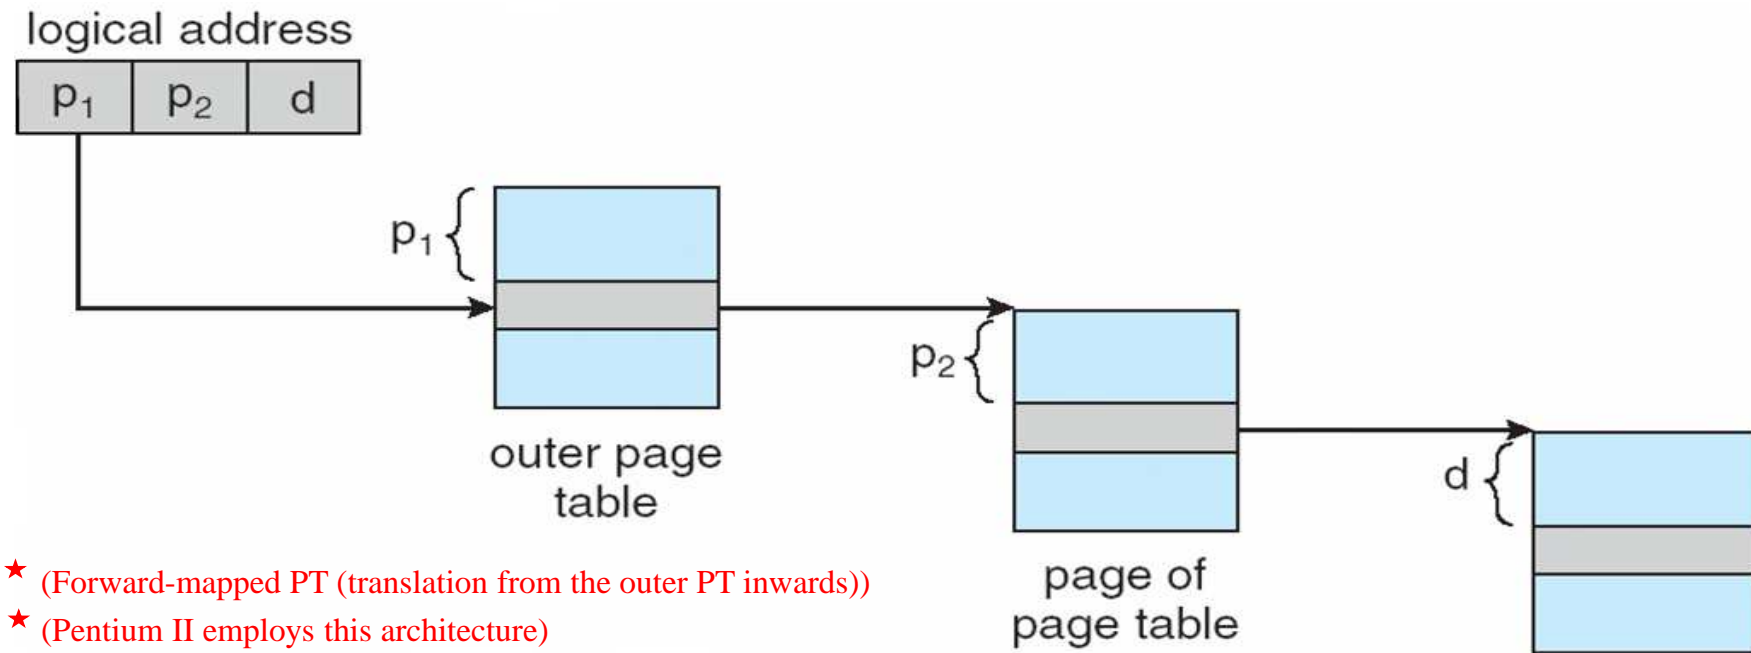 logical address
p₁ p₂ d
p₁
p₂
outer page
table
d
★ (Forward-mapped PT (translation from the outer PT inwards))
★ (Pentium II employs this architecture)
page of
page table